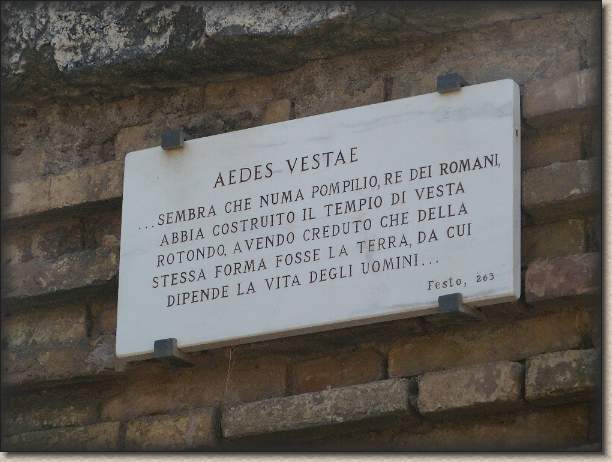 AEDES VESTAE
...SEMBRA CHE NUMA POMPILIO, RE DEI ROMANI,
ABBIA COSTRUITO IL TEMPIO DI VESTA
ROTONDO, AVENDO CREDUTO CHE DELLA
STESSA FORMA FOSSE LA TERRA, DA CUI
DIPENDE LA VITA DEGLI UOMINI...
Festo, 263